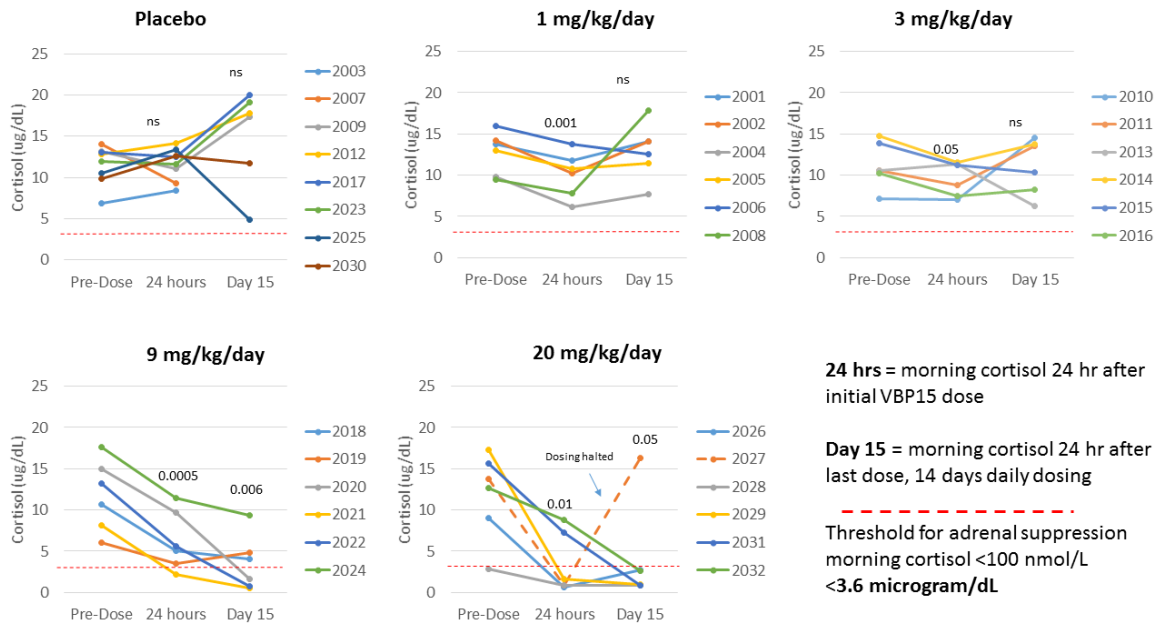 Placebo
Cortisol (ug/dL)
25
20
15
10
5
0
ns
ns
Pre-Dose 24 hours Day 15
2003
2007
2009
2012
2017
2023
2025
2030
1 mg/kg/day
Cortisol (ug/dL)
25
20
15
10
5
0
0.001
ns
Pre-Dose 24 hours Day 15
2001
2002
2004
2005
2006
2008
3 mg/kg/day
Cortisol (ug/dL)
25
20
15
10
5
0
0.05
ns
Pre-Dose 24 hours Day 15
2010
2011
2013
2014
2015
2016
9 mg/kg/day
Cortisol (ug/dL)
25
20
15
10
5
0
0.0005
0.006
Pre-Dose 24 hours Day 15
2018
2019
2020
2021
2022
2024
20 mg/kg/day
Cortisol (ug/dL)
25
20
15
10
5
0
0.05
Dosing halted
0.01
Pre-Dose 24 hours Day 15
2026
2027
2028
2029
2031
2032
24 hrs = morning cortisol 24 hr after
initial VBP15 dose
Day 15 = morning cortisol 24 hr after
last dose, 14 days daily dosing
Threshold for adrenal suppression
morning cortisol <100 nmol/L
<3.6 microgram/dL